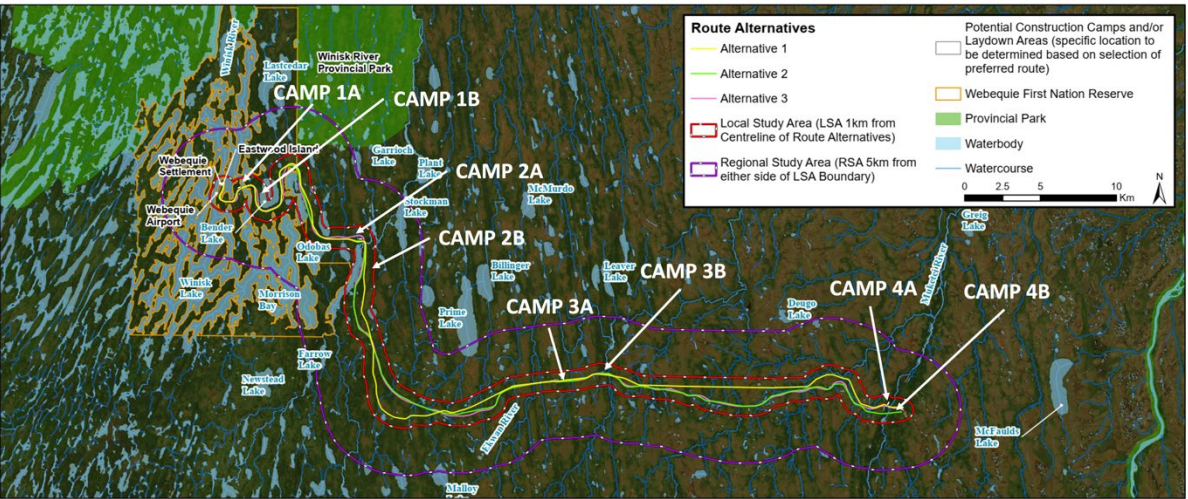 Winisk River
Lastcedar
Lake
Winisk River
Provincial Park
CAMP 1A
CAMP 1B
Eastwood Island
Webequie
Settlement
Webequie
Airport
Bender
Lake
Odobas
Lake
Winisk
Lake
Morrison
Bay
Garrioch
Lake
Plant
Lake
CAMP 2A
Stockman
Lake
McMurdo
Lake
CAMP 2B
Billinger
Lake
Leaver
Lake
CAMP 3B
CAMP 3A
Prime
Lake
Farrow
Lake
Newstead
Lake
Ekwan River
Malloy
Deugo
Lake
CAMP 4A
CAMP 4B
Muketei River
Greig
Lake
McFaulds
Lake
Route Alternatives
Alternative 1
Alternative 2
Alternative 3
Local Study Area (LSA 1km from
Centreline of Route Alternatives)
Regional Study Area (RSA 5km from
either side of LSA Boundary)
Potential Construction Camps and/or
Laydown Areas (specific location to
be determined based on selection of
preferred route)
Webequie First Nation Reserve
Provincial Park
Waterbody
Watercourse
0 2.5 5 10
Km
N